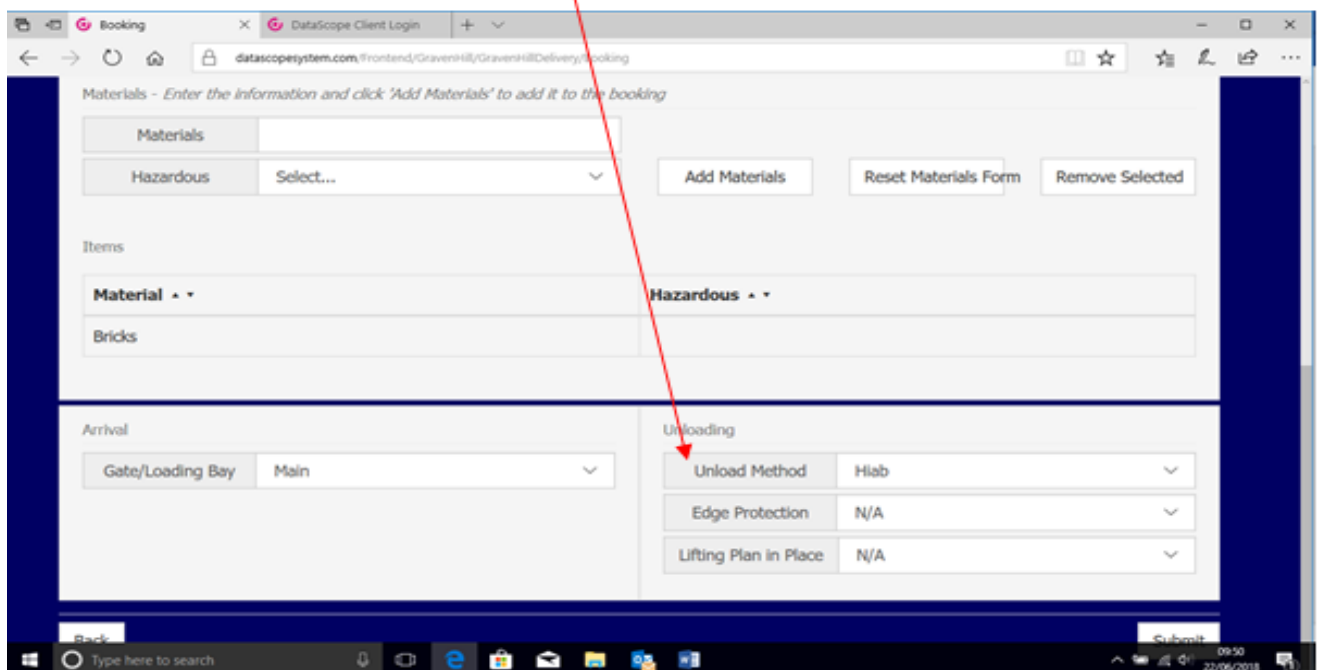 Booking
DataScope Client Login
datascopesystem.com/Frontend/GravenHill/GravenHillDelivery/Booking
Materials - Enter the information and click 'Add Materials' to add it to the booking
Materials
Hazardous Select... Add Materials Reset Materials Form Remove Selected
Items
Material Hazardous
Bricks
Arrival Unloading
Gate/Loading Bay Main Unload Method Hiab
Edge Protection N/A
Lifting Plan in Place N/A
Back Submit
Type here to search 09:50
22/06/2018